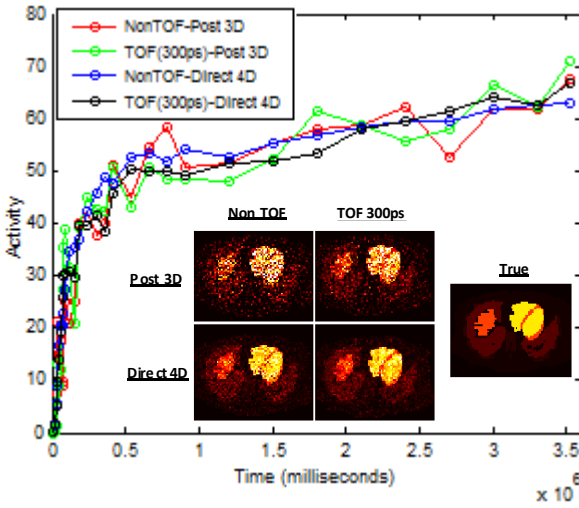 NonTOF-Post 3D
TOF(300ps)-Post 3D
NonTOF-Direct 4D
TOF(300ps)-Direct 4D
80
70
60
50
40
30
20
10
0
Activity
Non TOF
TOF 300ps
Post 3D
True
Direct 4D
0
0.5
1
1.5
2
2.5
3
3.5
Time (milliseconds)
x 10^6